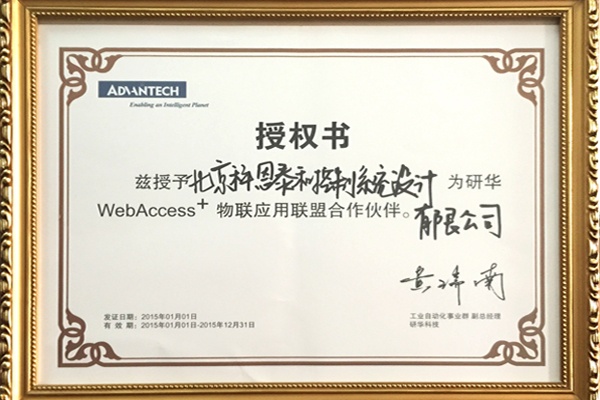 ADVANTECH
Enabling an Intelligent Planet
授权书
兹授予北京科恩泰和控制系统设计 为研华
WebAccess+ 物联应用联盟合作伙伴。有限公司
黄瑞南
发证日期：2015年01月01日
有 效 期：2015年01月01日-2015年12月31日
工业自动化事业群 副总经理
研华科技